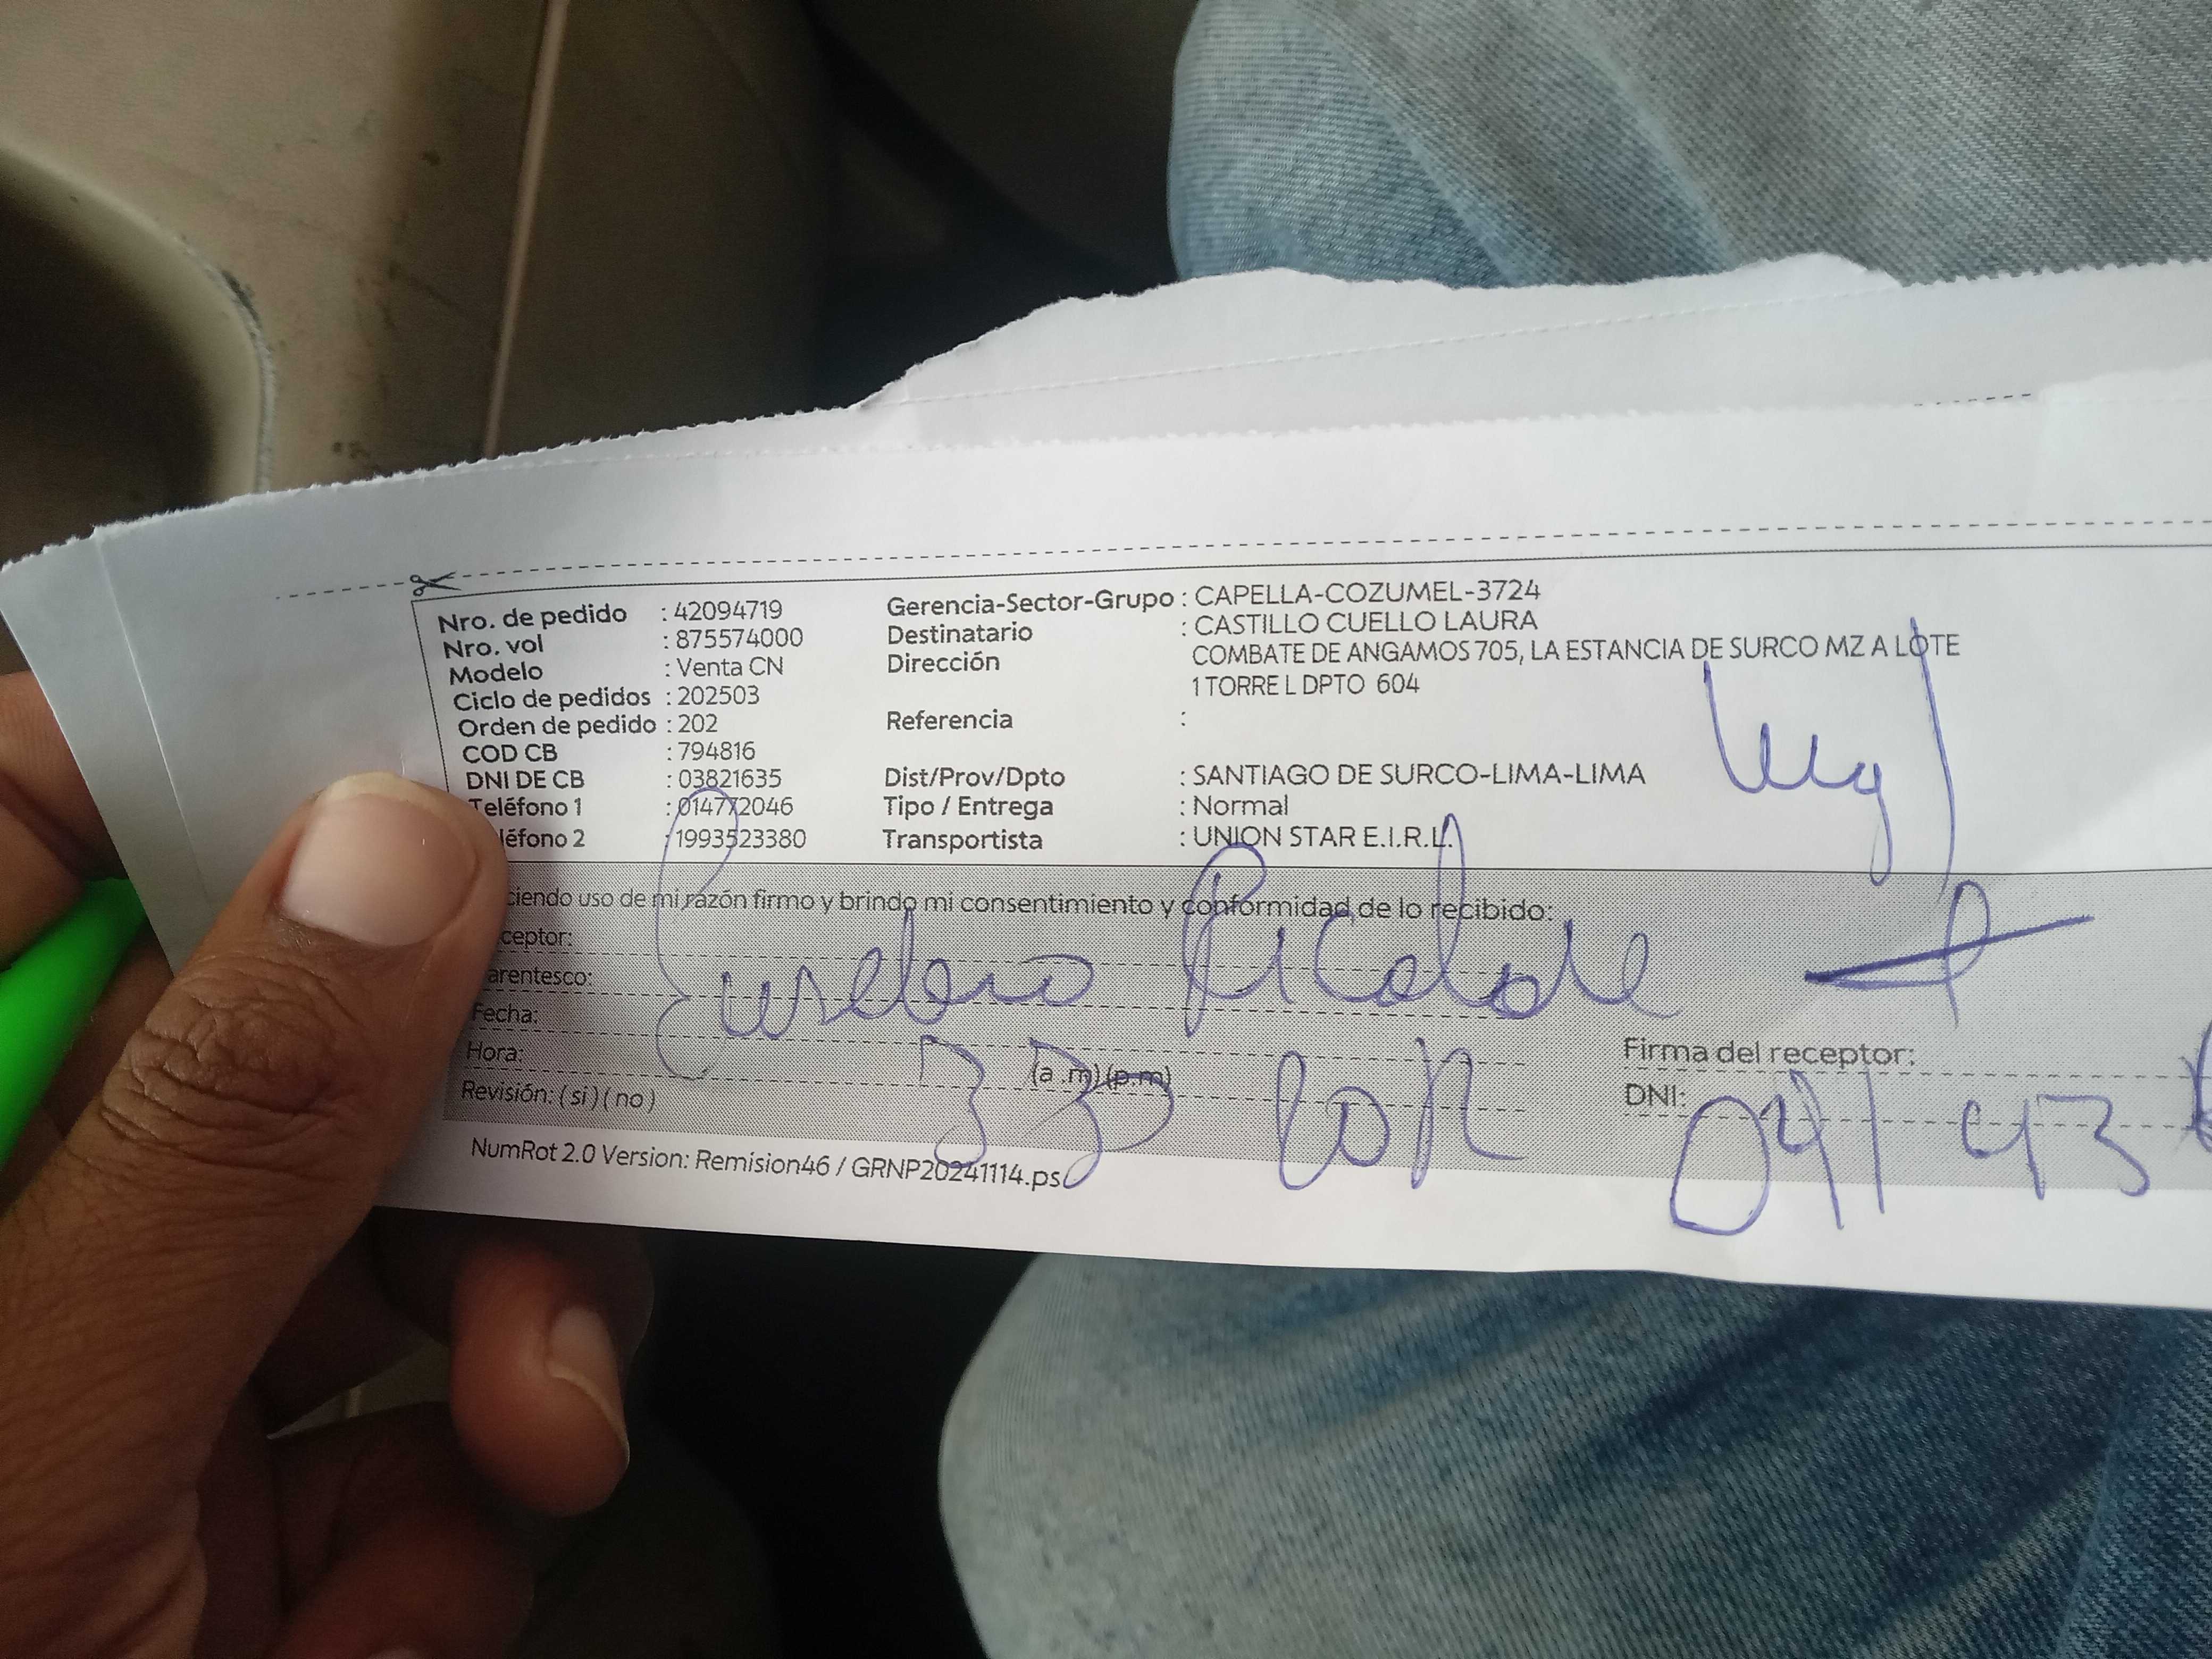 Nro. de pedido : 42094719
Nro. vol : 875574000
Modelo : Venta CN
Ciclo de pedidos : 202503
Orden de pedido : 202
COD CB : 794816
DNI DE CB : 03821635
Teléfono 1 : 014772046
léfono 2 : 1993523380
Gerencia-Sector-Grupo : CAPELLA-COZUMEL-3724
Destinatario : CASTILLO CUELLO LAURA
Dirección COMBATE DE ANGAMOS 705, LA ESTANCIA DE SURCO MZ A LOTE
1 TORRE L DPTO 604
Referencia :
Dist/Prov/Dpto : SANTIAGO DE SURCO-LIMA-LIMA
Tipo / Entrega : Normal
Transportista : UNION STAR E.I.R.L.
ciendo uso de mi razón firmo y brindo mi consentimiento y conformidad de lo recibido:
ceptor:
arentesco:
Eusebio
Fecha:
Hora: (a .m) (p.m)
Revisión: ( si ) ( no )
Firma del receptor:
DNI:
NumRot 2.0 Version: Remision46 / GRNP20241114.ps